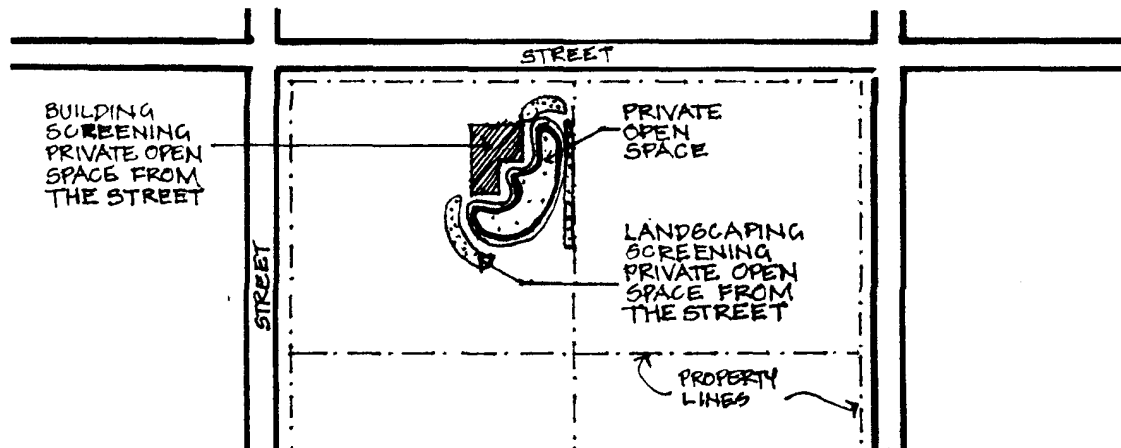 STREET
BUILDING
SCREENING
PRIVATE OPEN
SPACE FROM
THE STREET
PRIVATE
OPEN
SPACE
LANDSCAPING
SCREENING
PRIVATE OPEN
SPACE FROM
THE STREET
STREET
PROPERTY
LINES